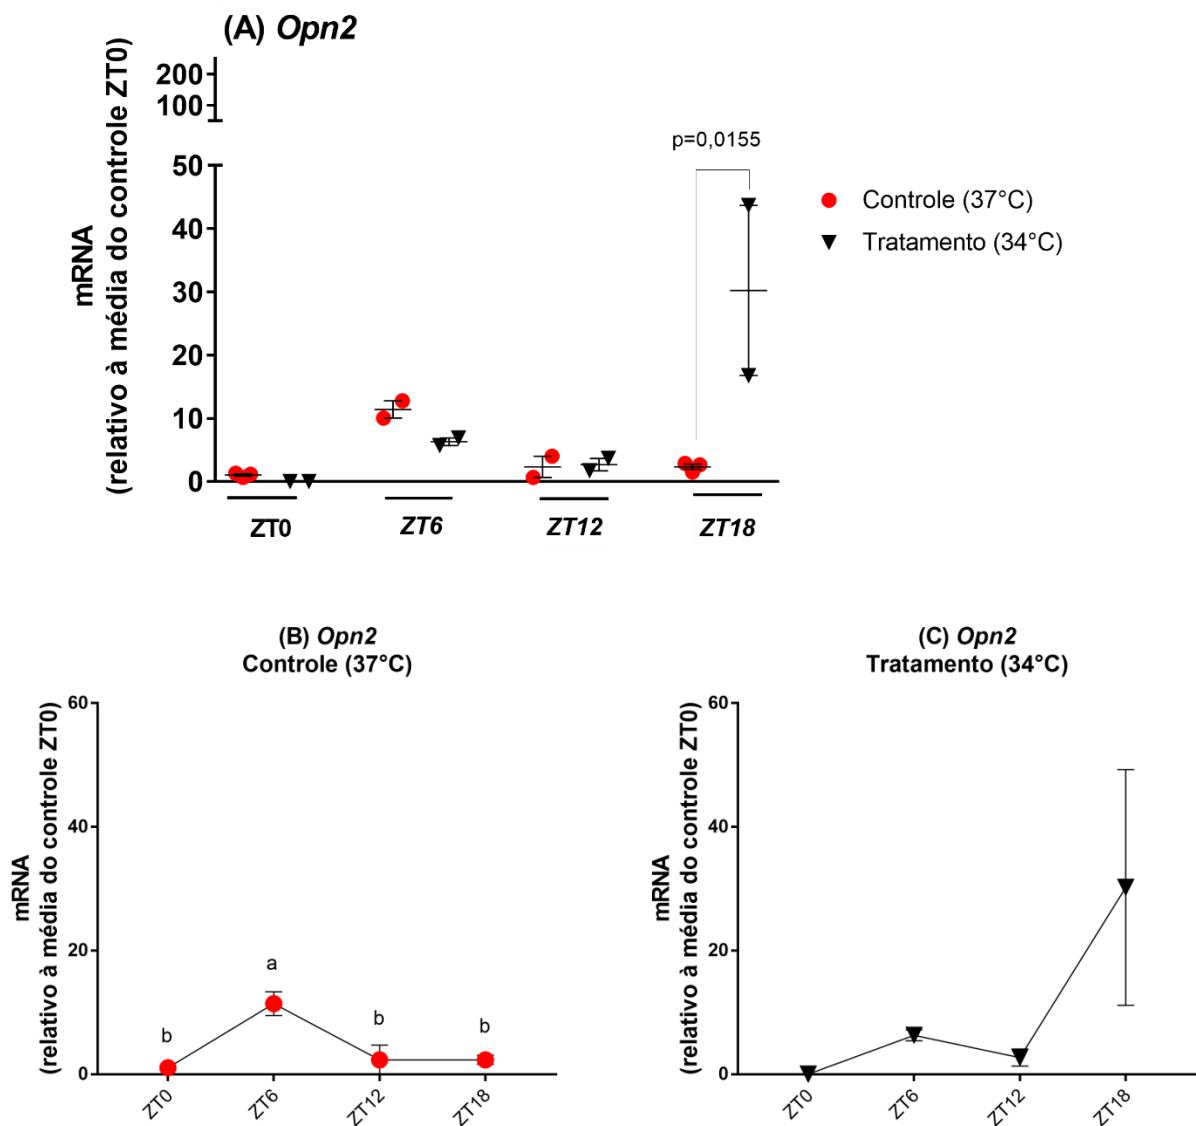 (A) Opn2
mRNA
(relativo à média do controle ZT0)
200
100
50
40
30
20
10
0
p=0,0155
Controle (37°C)
Tratamento (34°C)
ZT0
ZT6
ZT12
ZT18
(B) Opn2
Controle (37°C)
mRNA
(relativo à média do controle ZT0)
60
40
20
0
b
a
b
b
ZT0
ZT6
ZT12
ZT18
(C) Opn2
Tratamento (34°C)
mRNA
(relativo à média do controle ZT0)
60
40
20
0
ZT0
ZT6
ZT12
ZT18